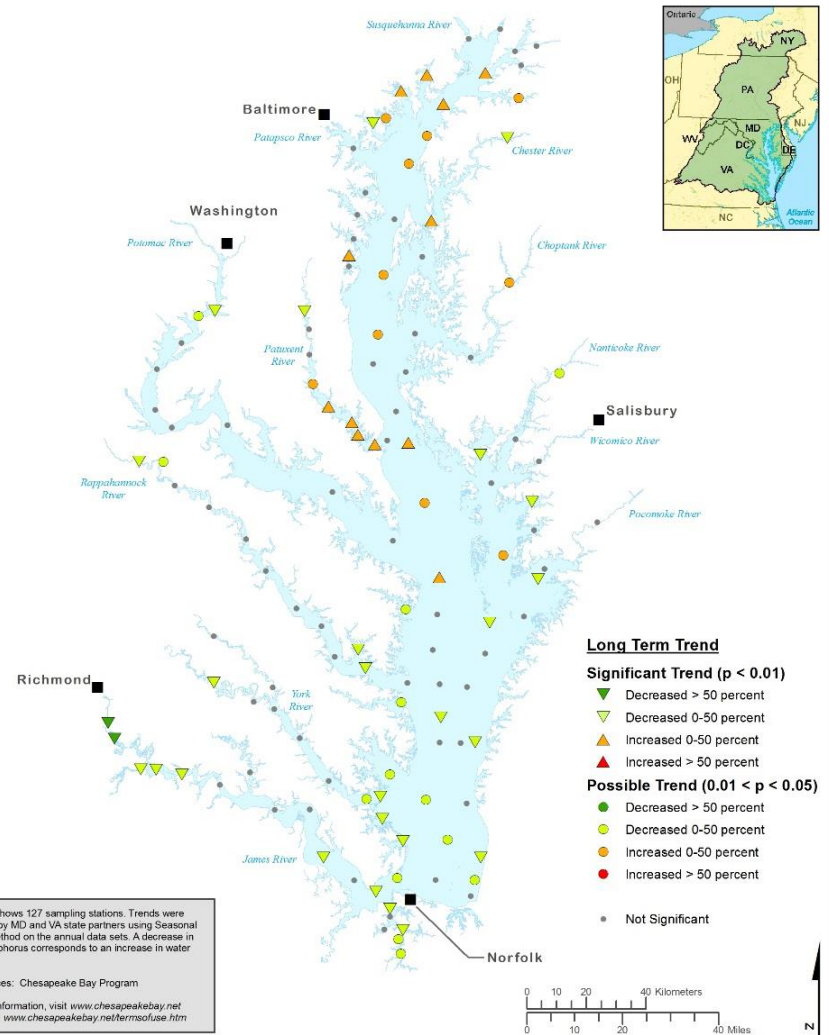 Susquehanna River
Ontario
NY
OH
PA
MD
NJ
WV
DC
DE
VA
NC
Atlantic
Ocean
Baltimore
Patapsco River
Chester River
Washington
Potomac River
Choptank River
Patuxent
River
Nanticoke River
Salisbury
Wicomico River
Rappahannock
River
Pocomoke River
Richmond
York
River
James River
Norfolk
Long Term Trend
Significant Trend (p < 0.01)
Decreased > 50 percent
Decreased 0-50 percent
Increased 0-50 percent
Increased > 50 percent
Possible Trend (0.01 < p < 0.05)
Decreased > 50 percent
Decreased 0-50 percent
Increased 0-50 percent
Increased > 50 percent
Not Significant
hows 127 sampling stations. Trends were
by MD and VA state partners using Seasonal
thod on the annual data sets. A decrease in
phorus corresponds to an increase in water
ces: Chesapeake Bay Program
nformation, visit www.chesapeakebay.net
www.chesapeakebay.net/termsofuse.htm
0 10 20 40 Kilometers
0 10 20 40 Miles
N